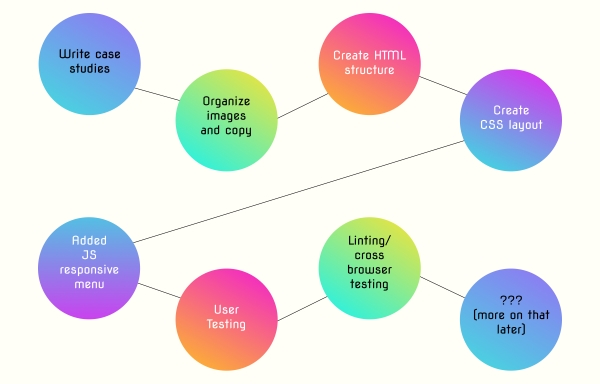 Write case
studies
Organize
images
and copy
Create HTML
structure
Create
CSS layout
Added
JS
responsive
menu
User
Testing
Linting/
cross
browser
testing
???
(more on that
later)